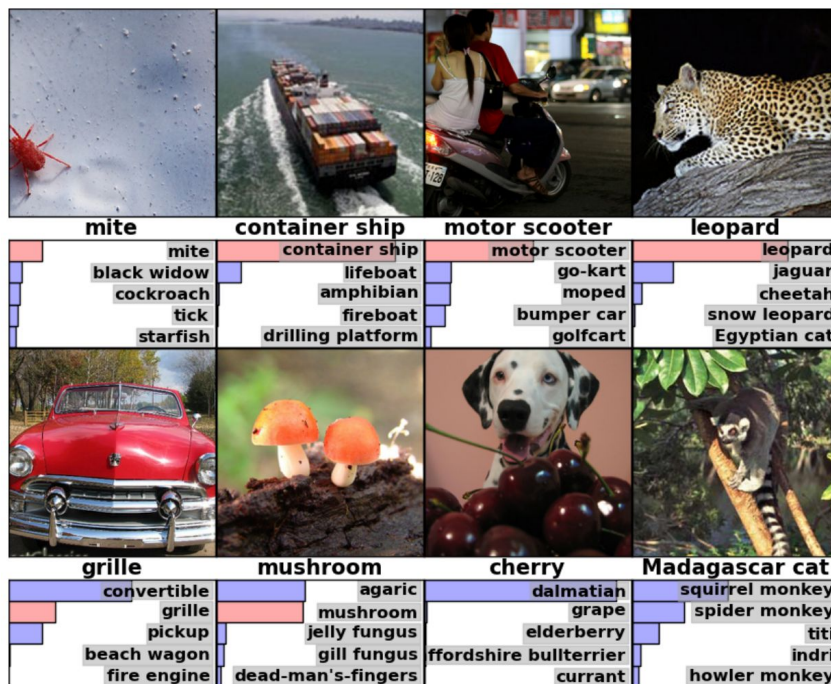 mite container ship motor scooter leopard
mite container ship motor scooter leopard
black widow lifeboat go-kart jaguar
cockroach amphibian moped cheetah
tick fireboat bumper car snow leopard
starfish drilling platform golfcart Egyptian cat
grille mushroom cherry Madagascar cat
convertible agaric dalmatian squirrel monkey
grille mushroom grape spider monkey
pickup jelly fungus elderberry titi
beach wagon gill fungus ffordshire bullterrier indri
fire engine dead-man's-fingers currant howler monkey